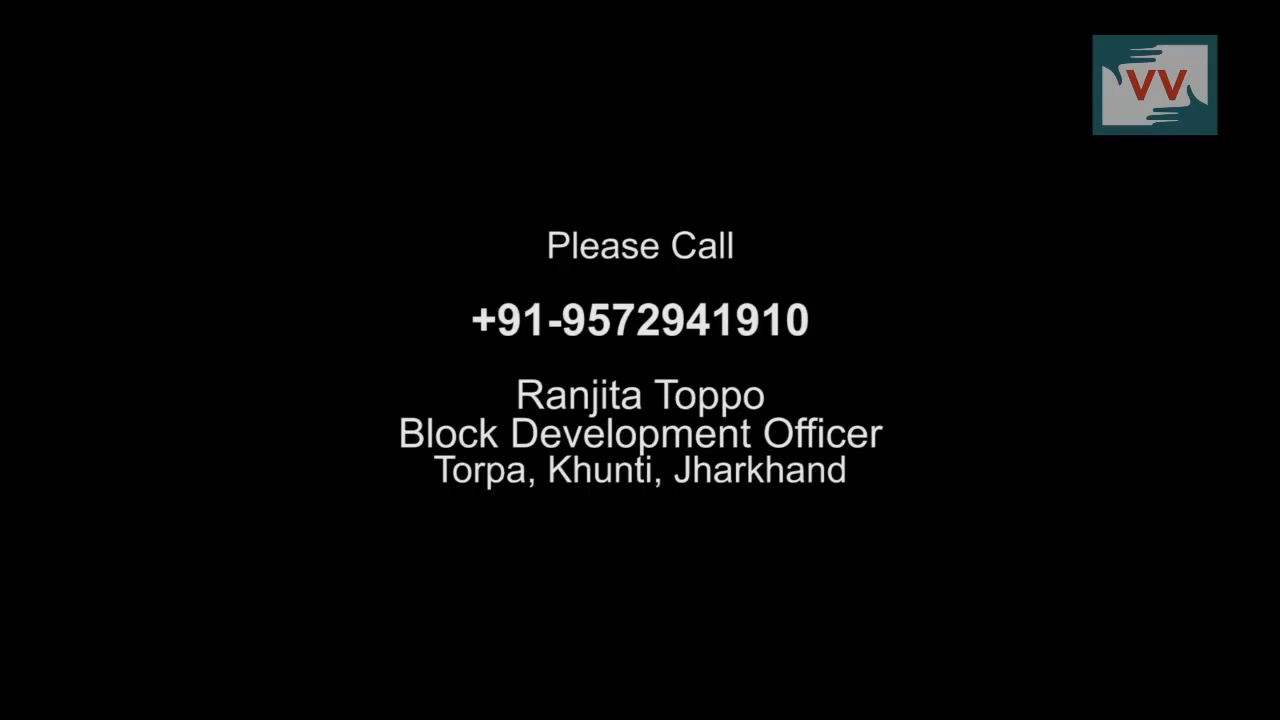 VV
Please Call
+91-9572941910
Ranjita Toppo
Block Development Officer
Torpa, Khunti, Jharkhand